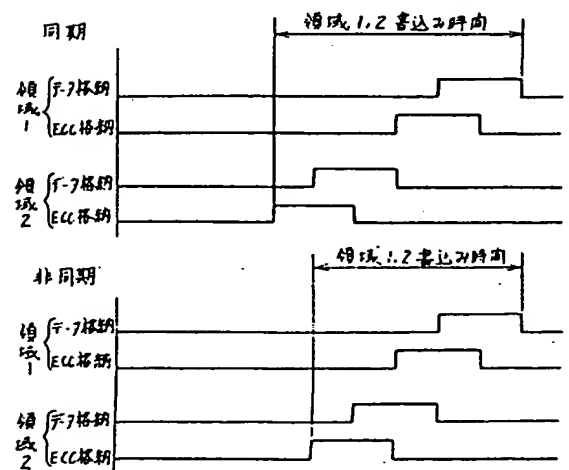 同期
領域1,2書込み時間
領域1
データ格納
ECC格納
領域2
データ格納
ECC格納
非同期
領域1,2書込み時間
領域1
データ格納
ECC格納
領域2
データ格納
ECC格納